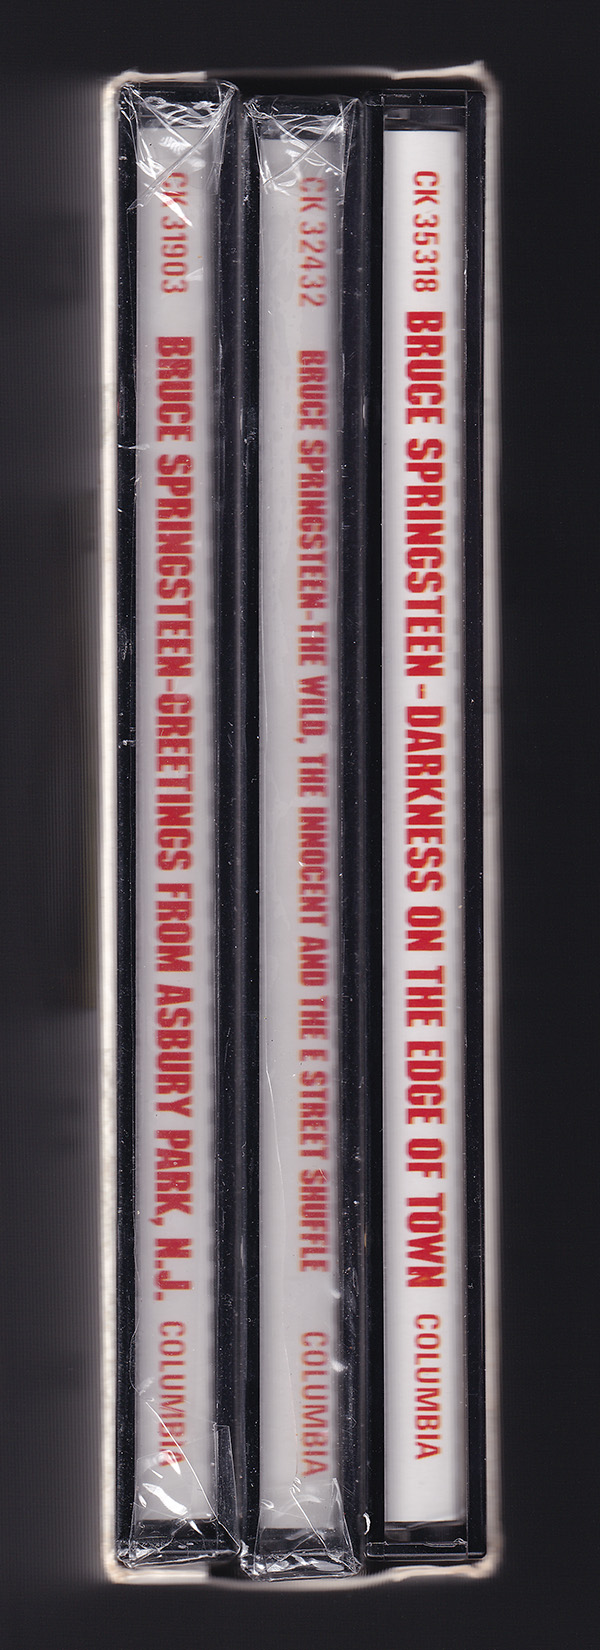 CK 31903 BRUCE SPRINGSTEEN-GREETINGS FROM ASBURY PARK, N.J. COLUMBIA
CK 32432 BRUCE SPRINGSTEEN-THE WILD, THE INNOCENT AND THE E STREET SHUFFLE COLUMBIA
CK 35318 BRUCE SPRINGSTEEN - DARKNESS ON THE EDGE OF TOWN COLUMBIA